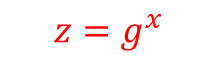 z = g^x